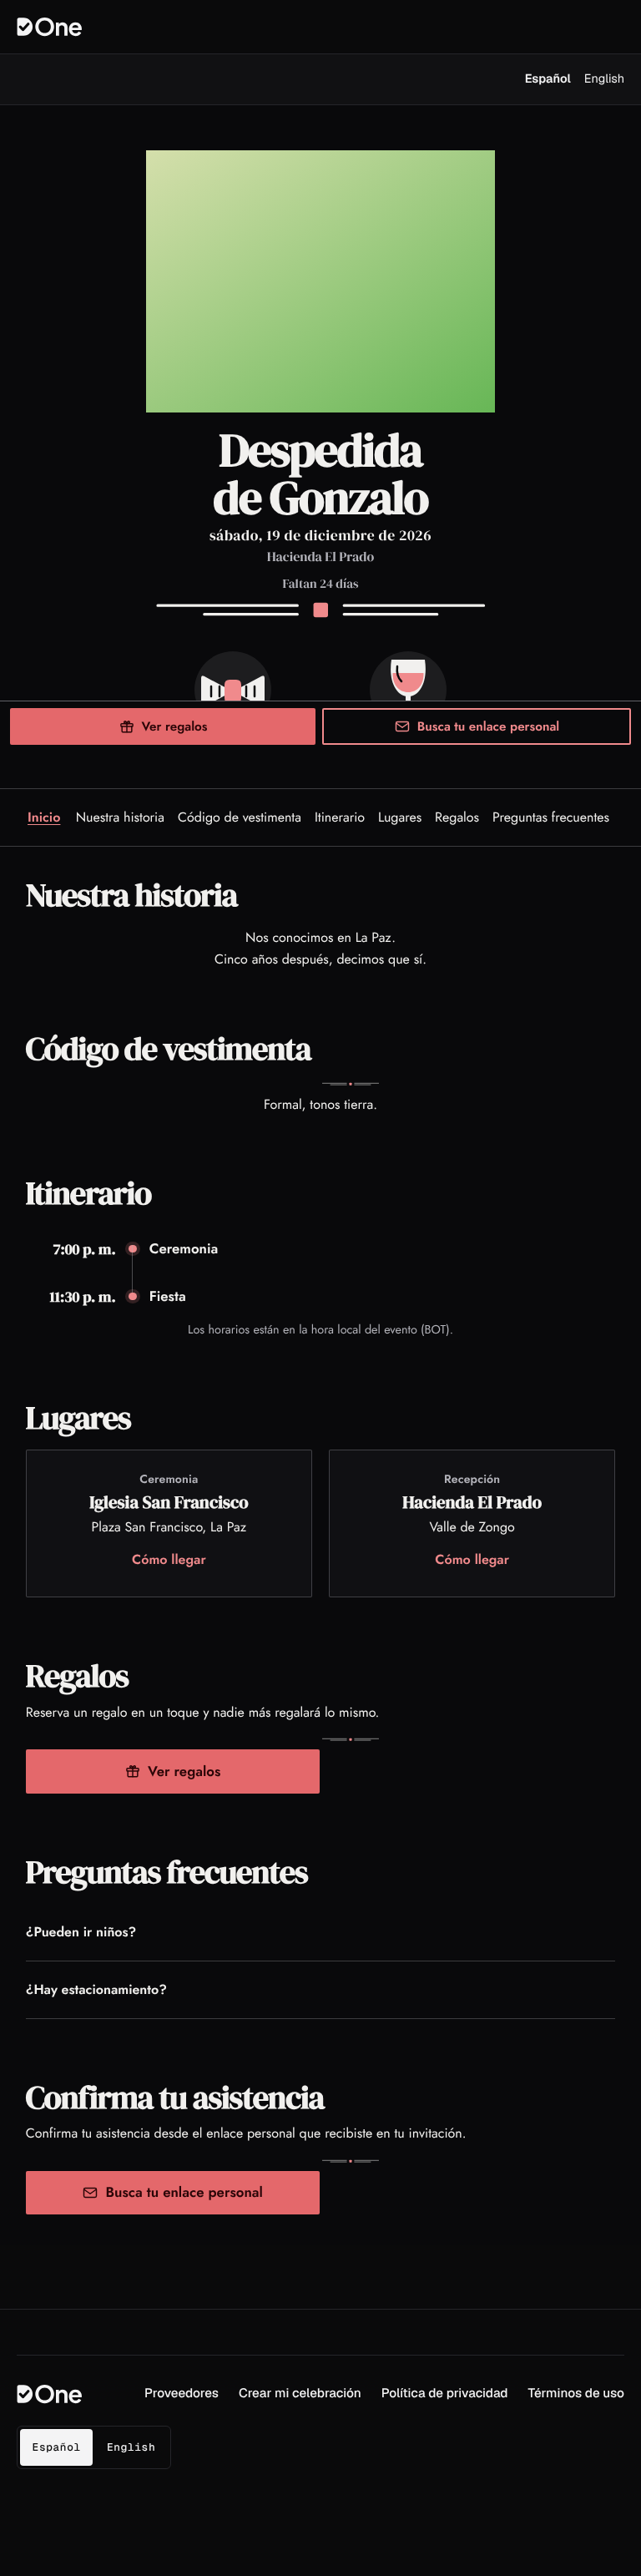 One
Español English
Despedida
de Gonzalo
sábado, 19 de diciembre de 2026
Hacienda El Prado
Faltan 24 días
Ver regalos
Busca tu enlace personal
Inicio Nuestra historia Código de vestimenta Itinerario Lugares Regalos Preguntas frecuentes
Nuestra historia
Nos conocimos en La Paz.
Cinco años después, decimos que sí.
Código de vestimenta
Formal, tonos tierra.
Itinerario
7:00 p. m. Ceremonia
11:30 p. m. Fiesta
Los horarios están en la hora local del evento (BOT).
Lugares
Ceremonia
Iglesia San Francisco
Plaza San Francisco, La Paz
Cómo llegar
Recepción
Hacienda El Prado
Valle de Zongo
Cómo llegar
Regalos
Reserva un regalo en un toque y nadie más regalará lo mismo.
Ver regalos
Preguntas frecuentes
¿Pueden ir niños?
¿Hay estacionamiento?
Confirma tu asistencia
Confirma tu asistencia desde el enlace personal que recibiste en tu invitación.
Busca tu enlace personal
One
Proveedores Crear mi celebración Política de privacidad Términos de uso
Español English